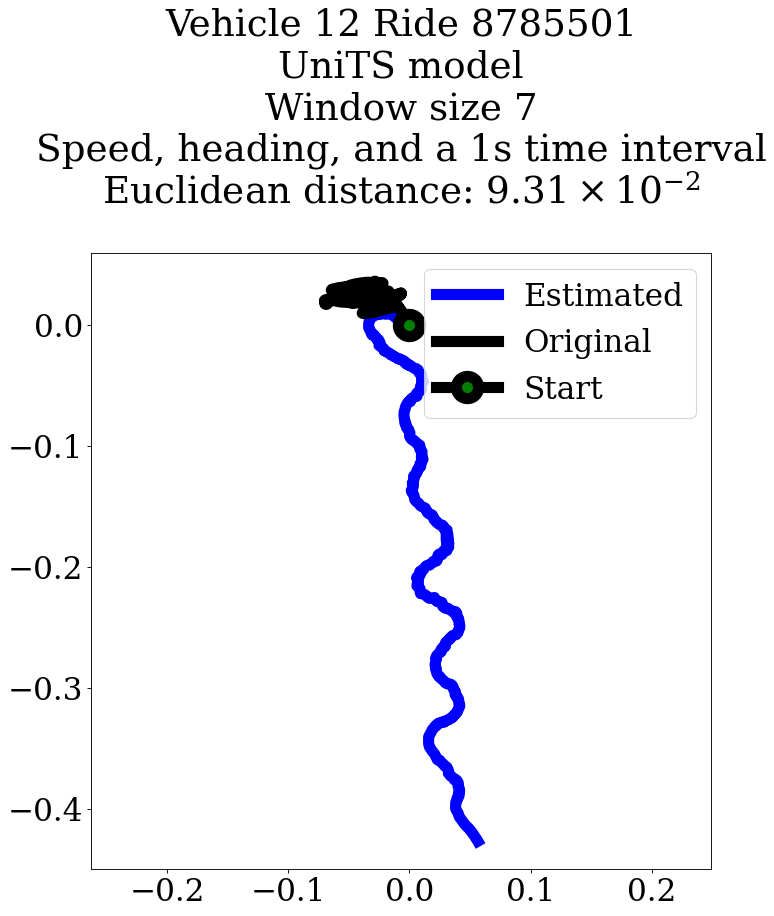 Vehicle 12 Ride 8785501
UniTS model
Window size 7
Speed, heading, and a 1s time interval
Euclidean distance: 9.31 × 10⁻²
Estimated
Original
Start
0.0
−0.1
−0.2
−0.3
−0.4
−0.2 −0.1 0.0 0.1 0.2